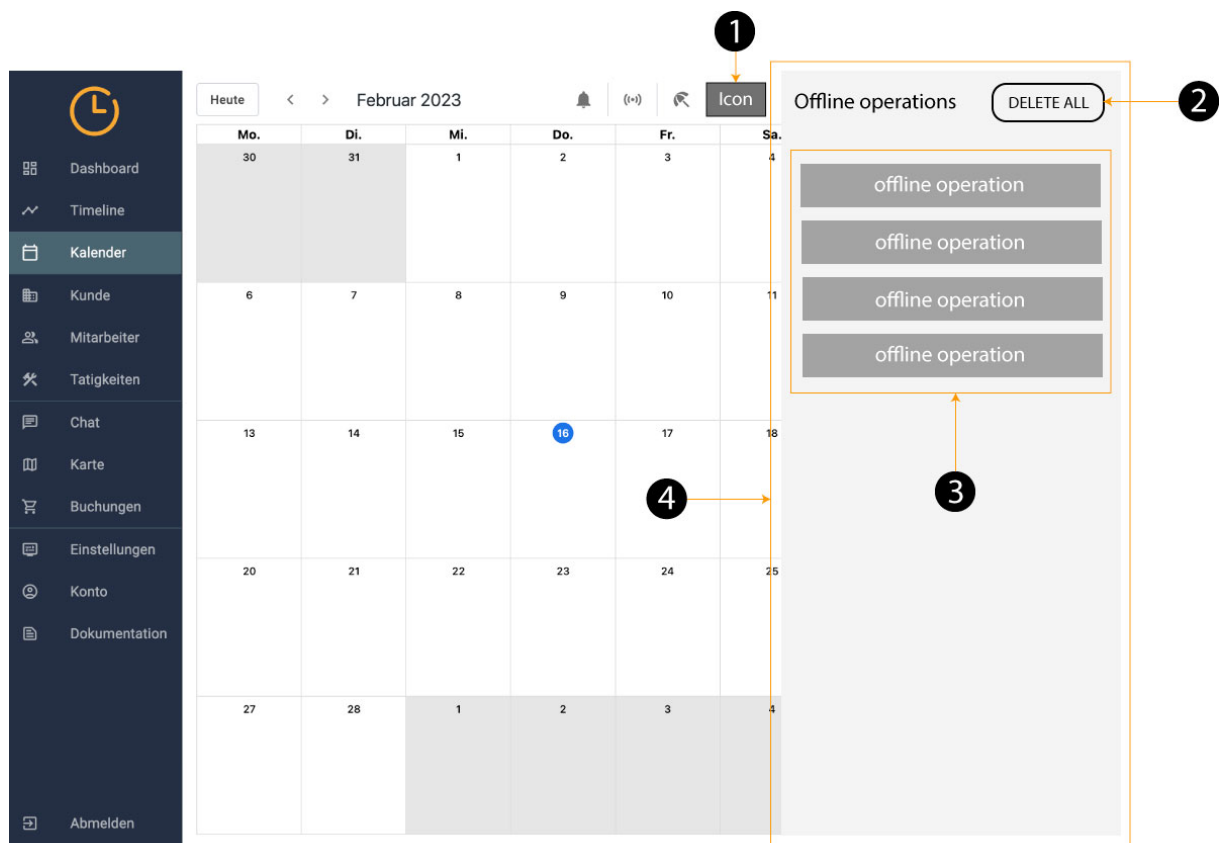 1
Heute < > Februar 2023 Icon Offline operations DELETE ALL 2
Mo. Di. Mi. Do. Fr. Sa.
30 31 1 2 3 4
6 7 8 9 10 11
13 14 15 16 17 18
20 21 22 23 24 25
27 28 1 2 3 4
Dashboard
Timeline
Kalender
Kunde
Mitarbeiter
Tatigkeiten
Chat
Karte
Buchungen
Einstellungen
Konto
Dokumentation
Abmelden
offline operation
offline operation
offline operation
offline operation
3
4